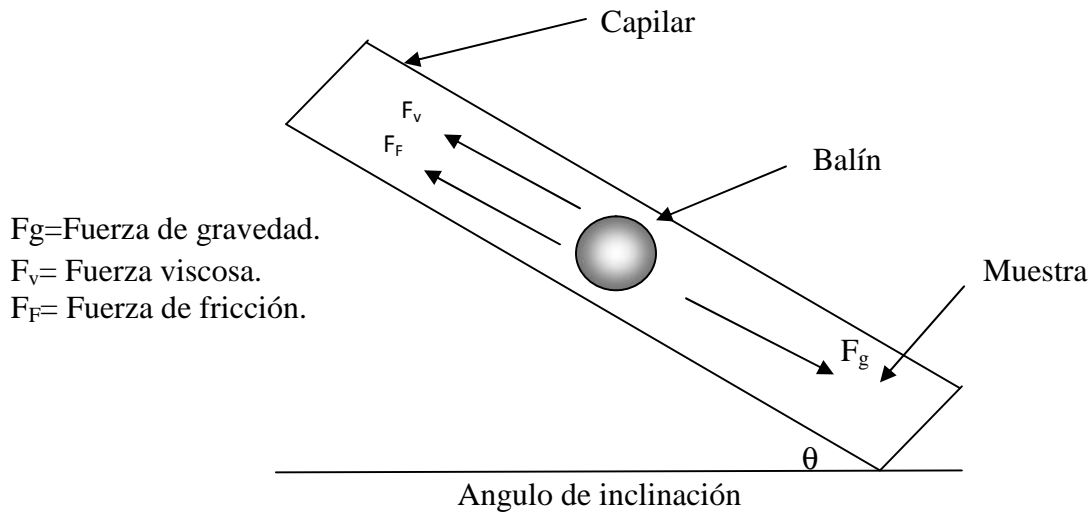 Capilar
Fv
FF
Balín
Fg=Fuerza de gravedad.
Fv= Fuerza viscosa.
FF= Fuerza de fricción.
Muestra
Fg
θ
Angulo de inclinación